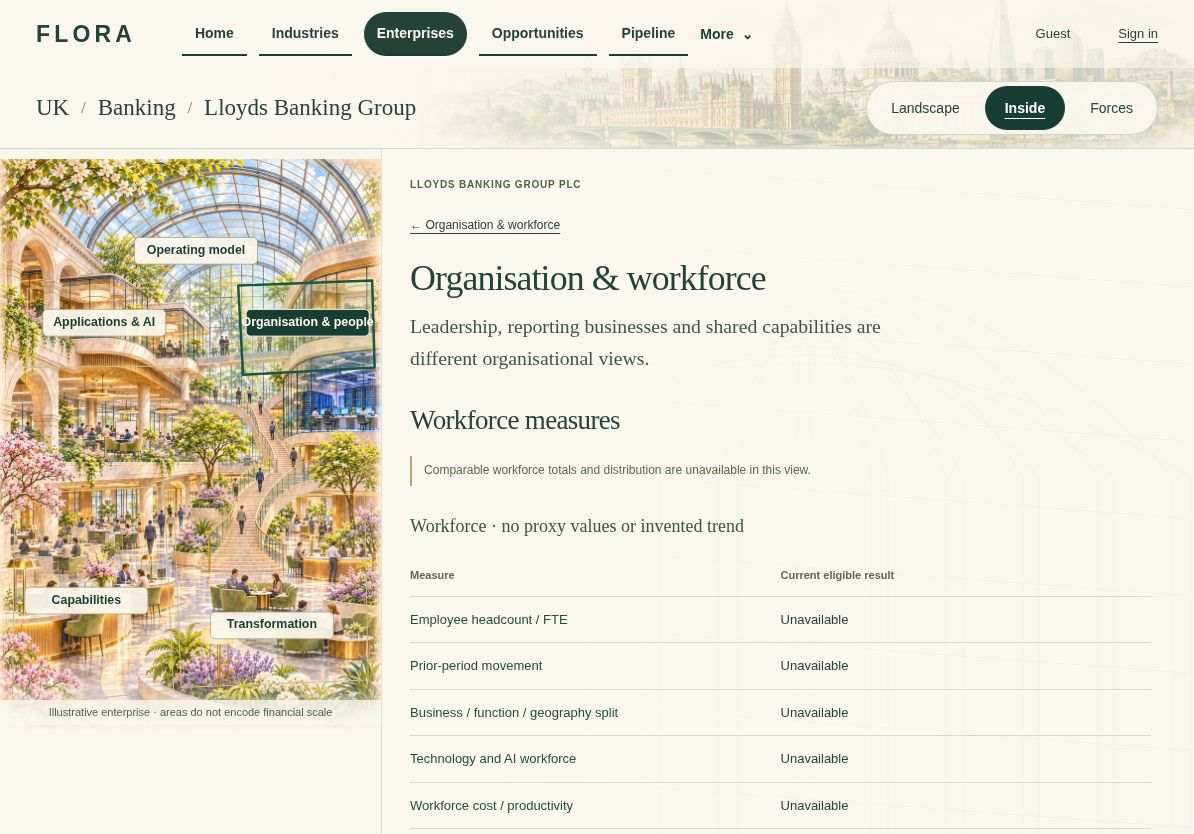 FLORA
Home
Industries
Enterprises
Opportunities
Pipeline
More
Guest
Sign in
UK / Banking / Lloyds Banking Group
Landscape
Inside
Forces
Operating model
Applications & AI
Organisation & people
Capabilities
Transformation
Illustrative enterprise · areas do not encode financial scale
LLOYDS BANKING GROUP PLC
← Organisation & workforce
Organisation & workforce
Leadership, reporting businesses and shared capabilities are
different organisational views.
Workforce measures
Comparable workforce totals and distribution are unavailable in this view.
Workforce · no proxy values or invented trend
Measure Current eligible result
Employee headcount / FTE Unavailable
Prior-period movement Unavailable
Business / function / geography split Unavailable
Technology and AI workforce Unavailable
Workforce cost / productivity Unavailable